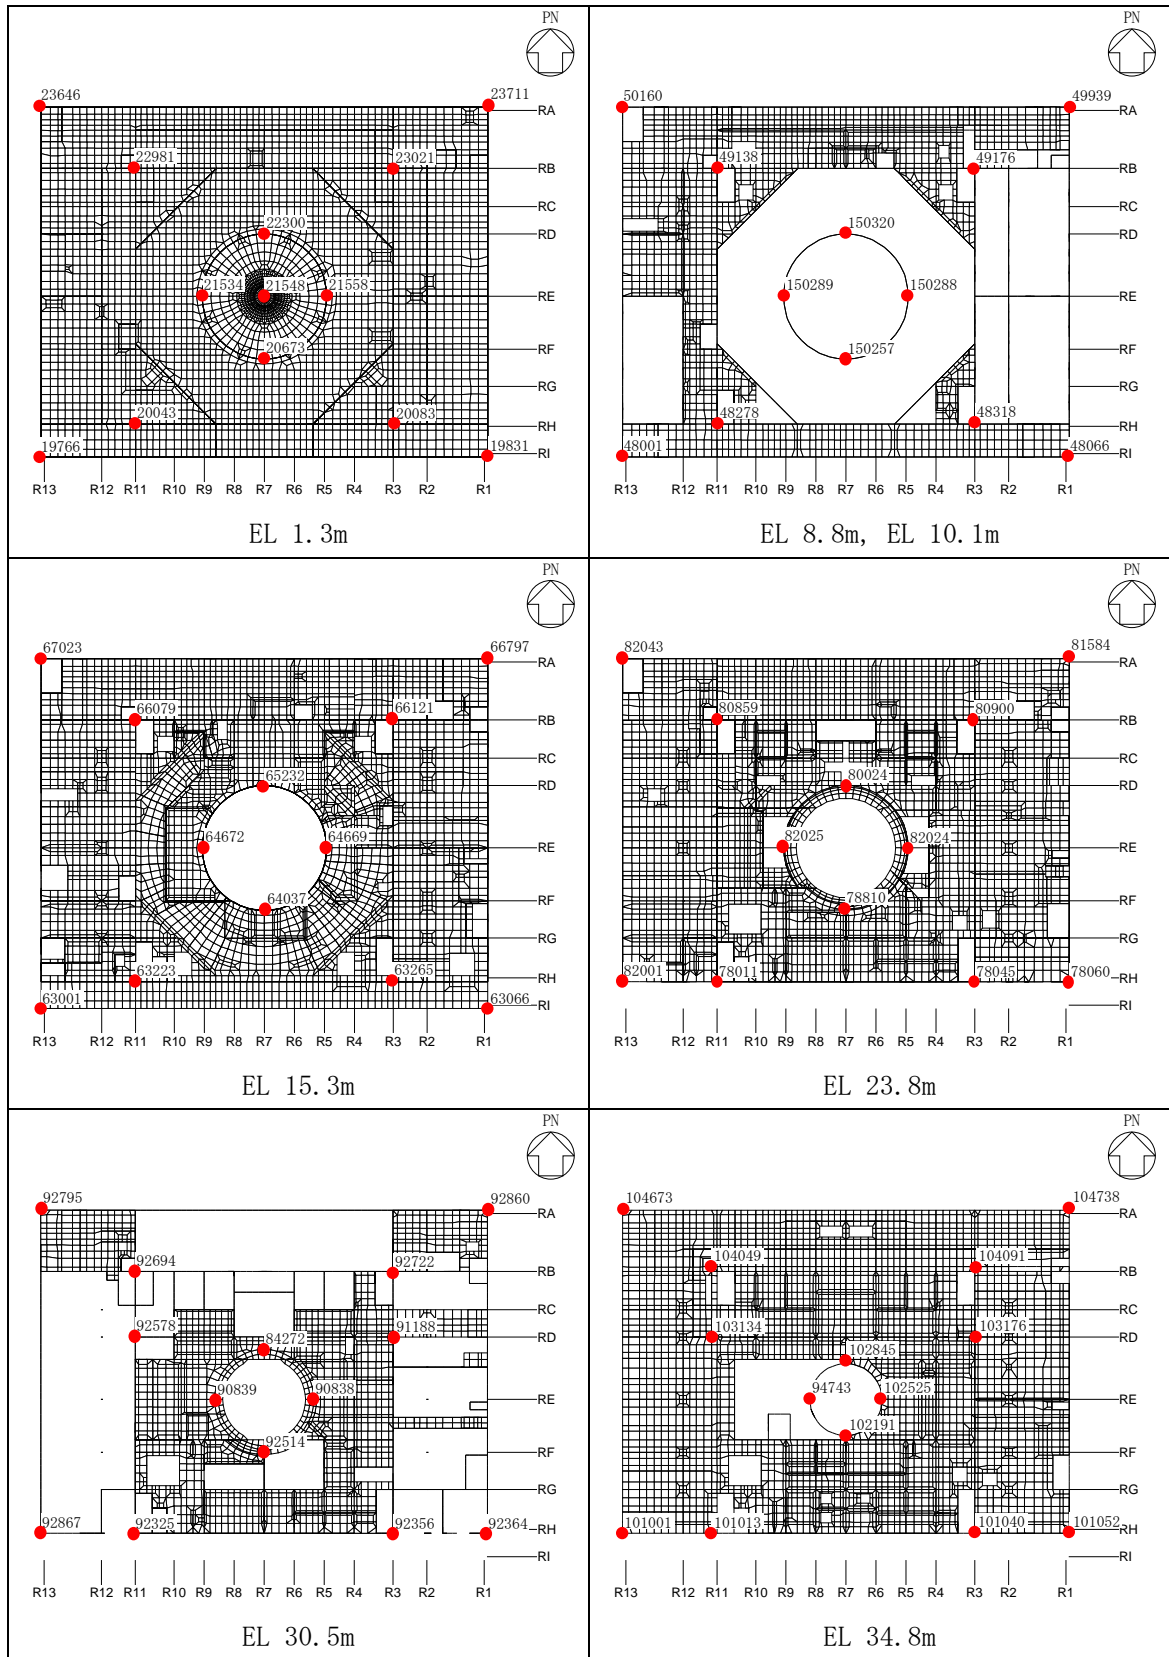 PN
23646
23711
RA
22981
23021
RB
RC
22300
RD
21534
21548
21558
RE
20673
RF
RG
20043
20083
RH
19766
19831
RI
R13 R12 R11 R10 R9 R8 R7 R6 R5 R4 R3 R2 R1
EL 1.3m
PN
50160
49939
RA
49138
49176
RB
RC
150320
RD
150289
150288
RE
150257
RF
RG
48278
48318
RH
48001
48066
RI
R13 R12 R11 R10 R9 R8 R7 R6 R5 R4 R3 R2 R1
EL 8.8m, EL 10.1m
PN
67023
66797
RA
66079
66121
RB
RC
65232
RD
64672
64669
RE
64037
RF
RG
63223
63265
RH
63001
63066
RI
R13 R12 R11 R10 R9 R8 R7 R6 R5 R4 R3 R2 R1
EL 15.3m
PN
82043
81584
RA
80859
80900
RB
RC
80024
RD
82025
82024
RE
78810
RF
RG
82001
78011
78045
78060
RH
RI
R13 R12 R11 R10 R9 R8 R7 R6 R5 R4 R3 R2 R1
EL 23.8m
PN
92795
92860
RA
92694
92722
RB
RC
92578
84272
91188
RD
90839
90838
RE
92514
RF
RG
92867
92325
92356
92364
RH
RI
R13 R12 R11 R10 R9 R8 R7 R6 R5 R4 R3 R2 R1
EL 30.5m
PN
104673
104738
RA
104049
104091
RB
RC
103134
103176
RD
102845
94743
102525
RE
102191
RF
RG
101001
101013
101040
101052
RH
RI
R13 R12 R11 R10 R9 R8 R7 R6 R5 R4 R3 R2 R1
EL 34.8m